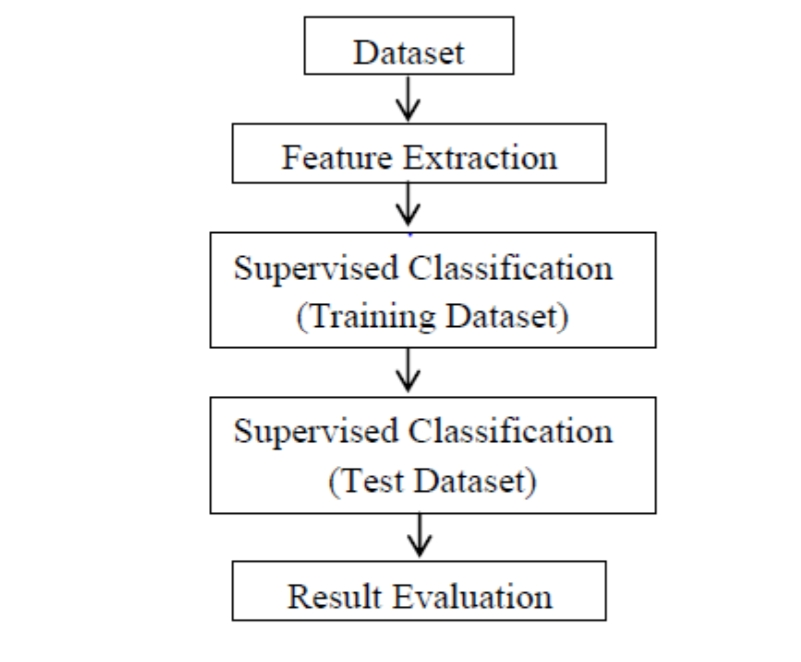 Dataset
Feature Extraction
Supervised Classification
(Training Dataset)
Supervised Classification
(Test Dataset)
Result Evaluation